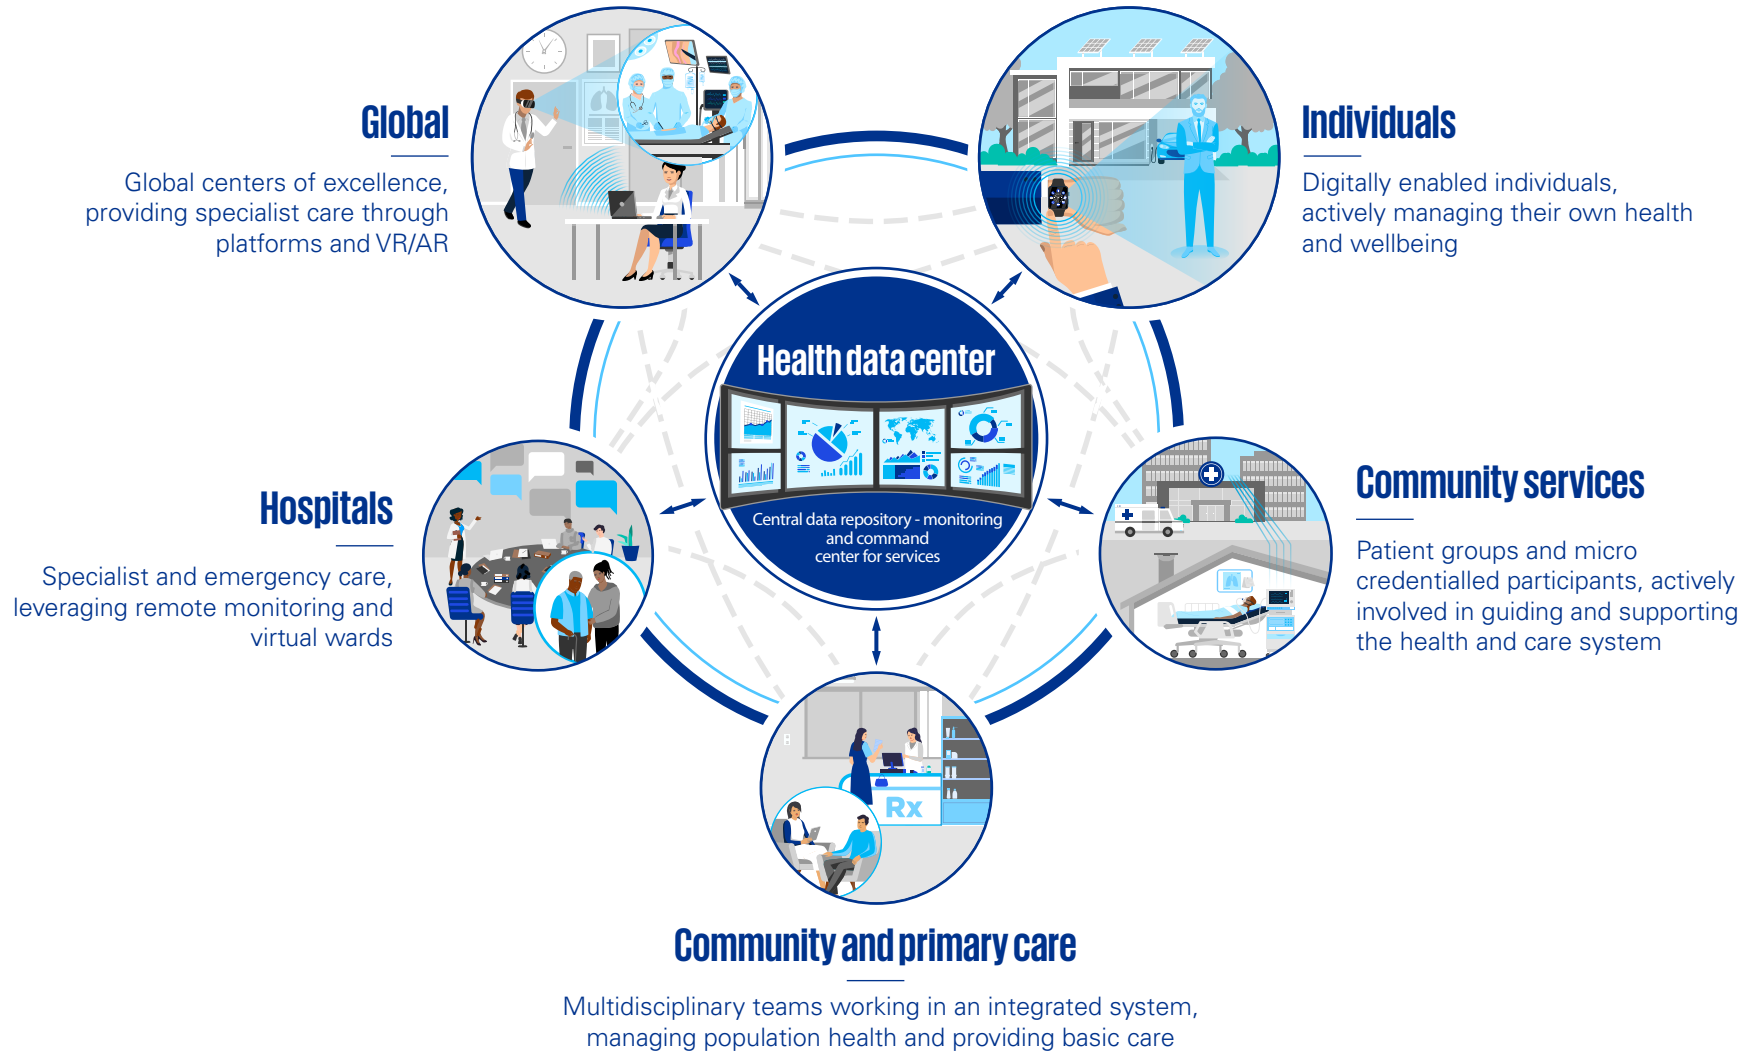 Global
Global centers of excellence,
providing specialist care through
platforms and VR/AR
Individuals
Digitally enabled individuals,
actively managing their own health
and wellbeing
Health data center
Central data repository - monitoring
and command
center for services
Hospitals
Specialist and emergency care,
leveraging remote monitoring and
virtual wards
Community services
Patient groups and micro
credentialled participants, actively
involved in guiding and supporting
the health and care system
Rx
Community and primary care
Multidisciplinary teams working in an integrated system,
managing population health and providing basic care